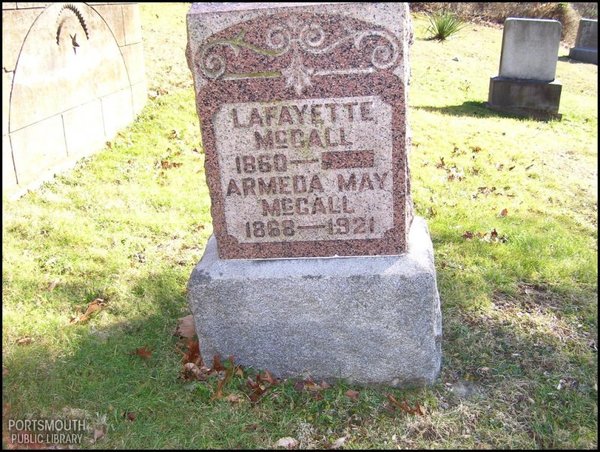 LAFAYETTE
McCALL
1860—
ARMEDA MAY
McCALL
1868—1921
PORTSMOUTH
PUBLIC LIBRARY